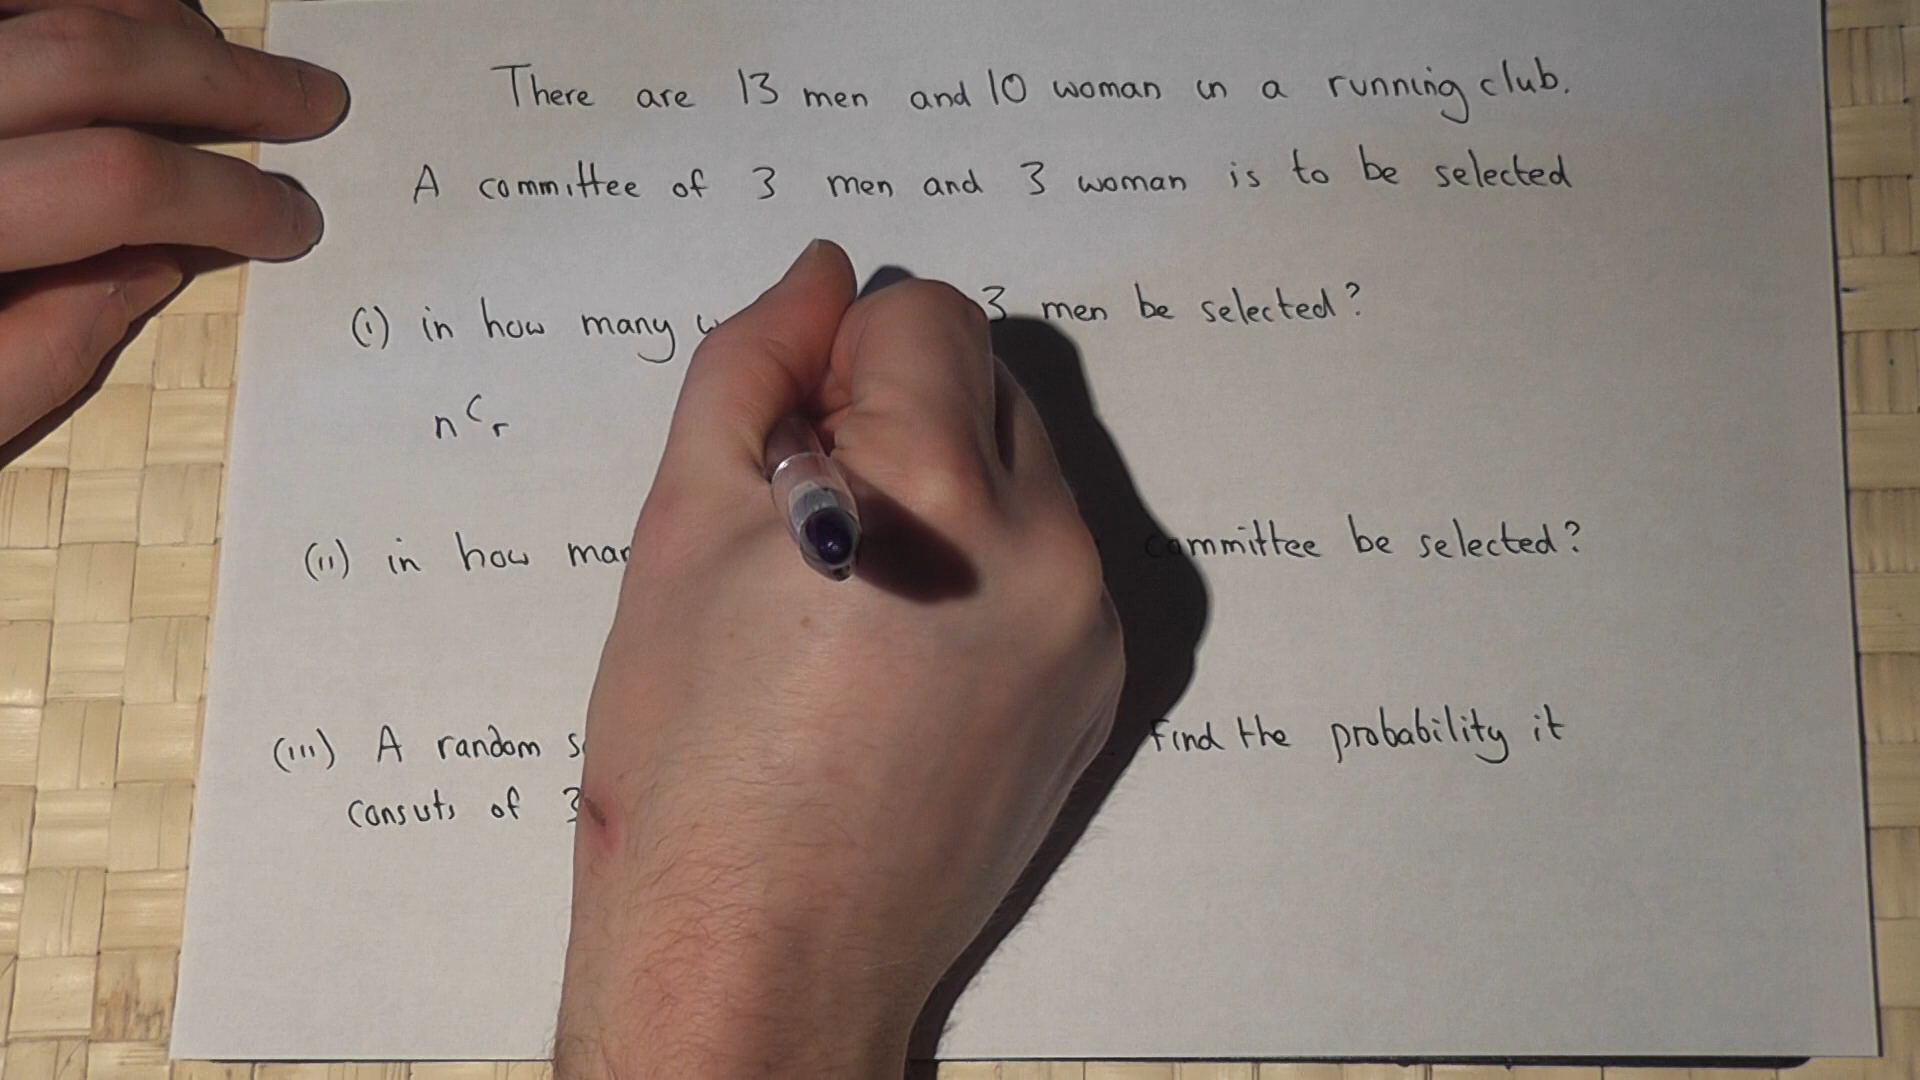 There are 13 men and 10 woman in a running club.
A committee of 3 men and 3 woman is to be selected
(i) in how many 3 men be selected?
nCr
(ii) in how committee be selected?
(iii) A random Find the probability it
of 3